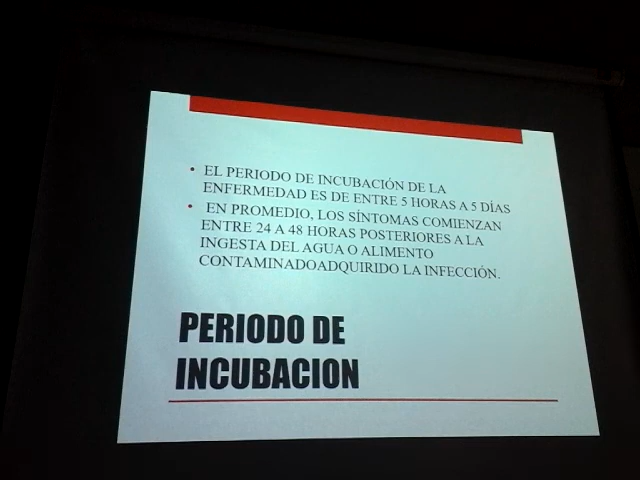 • EL PERIODO DE INCUBACIÓN DE LA
ENFERMEDAD ES DE ENTRE 5 HORAS A 5 DÍAS
• EN PROMEDIO, LOS SÍNTOMAS COMIENZAN
ENTRE 24 A 48 HORAS POSTERIORES A LA
INGESTA DEL AGUA O ALIMENTO
CONTAMINADOADQUIRIDO LA INFECCIÓN.
PERIODO DE
INCUBACION